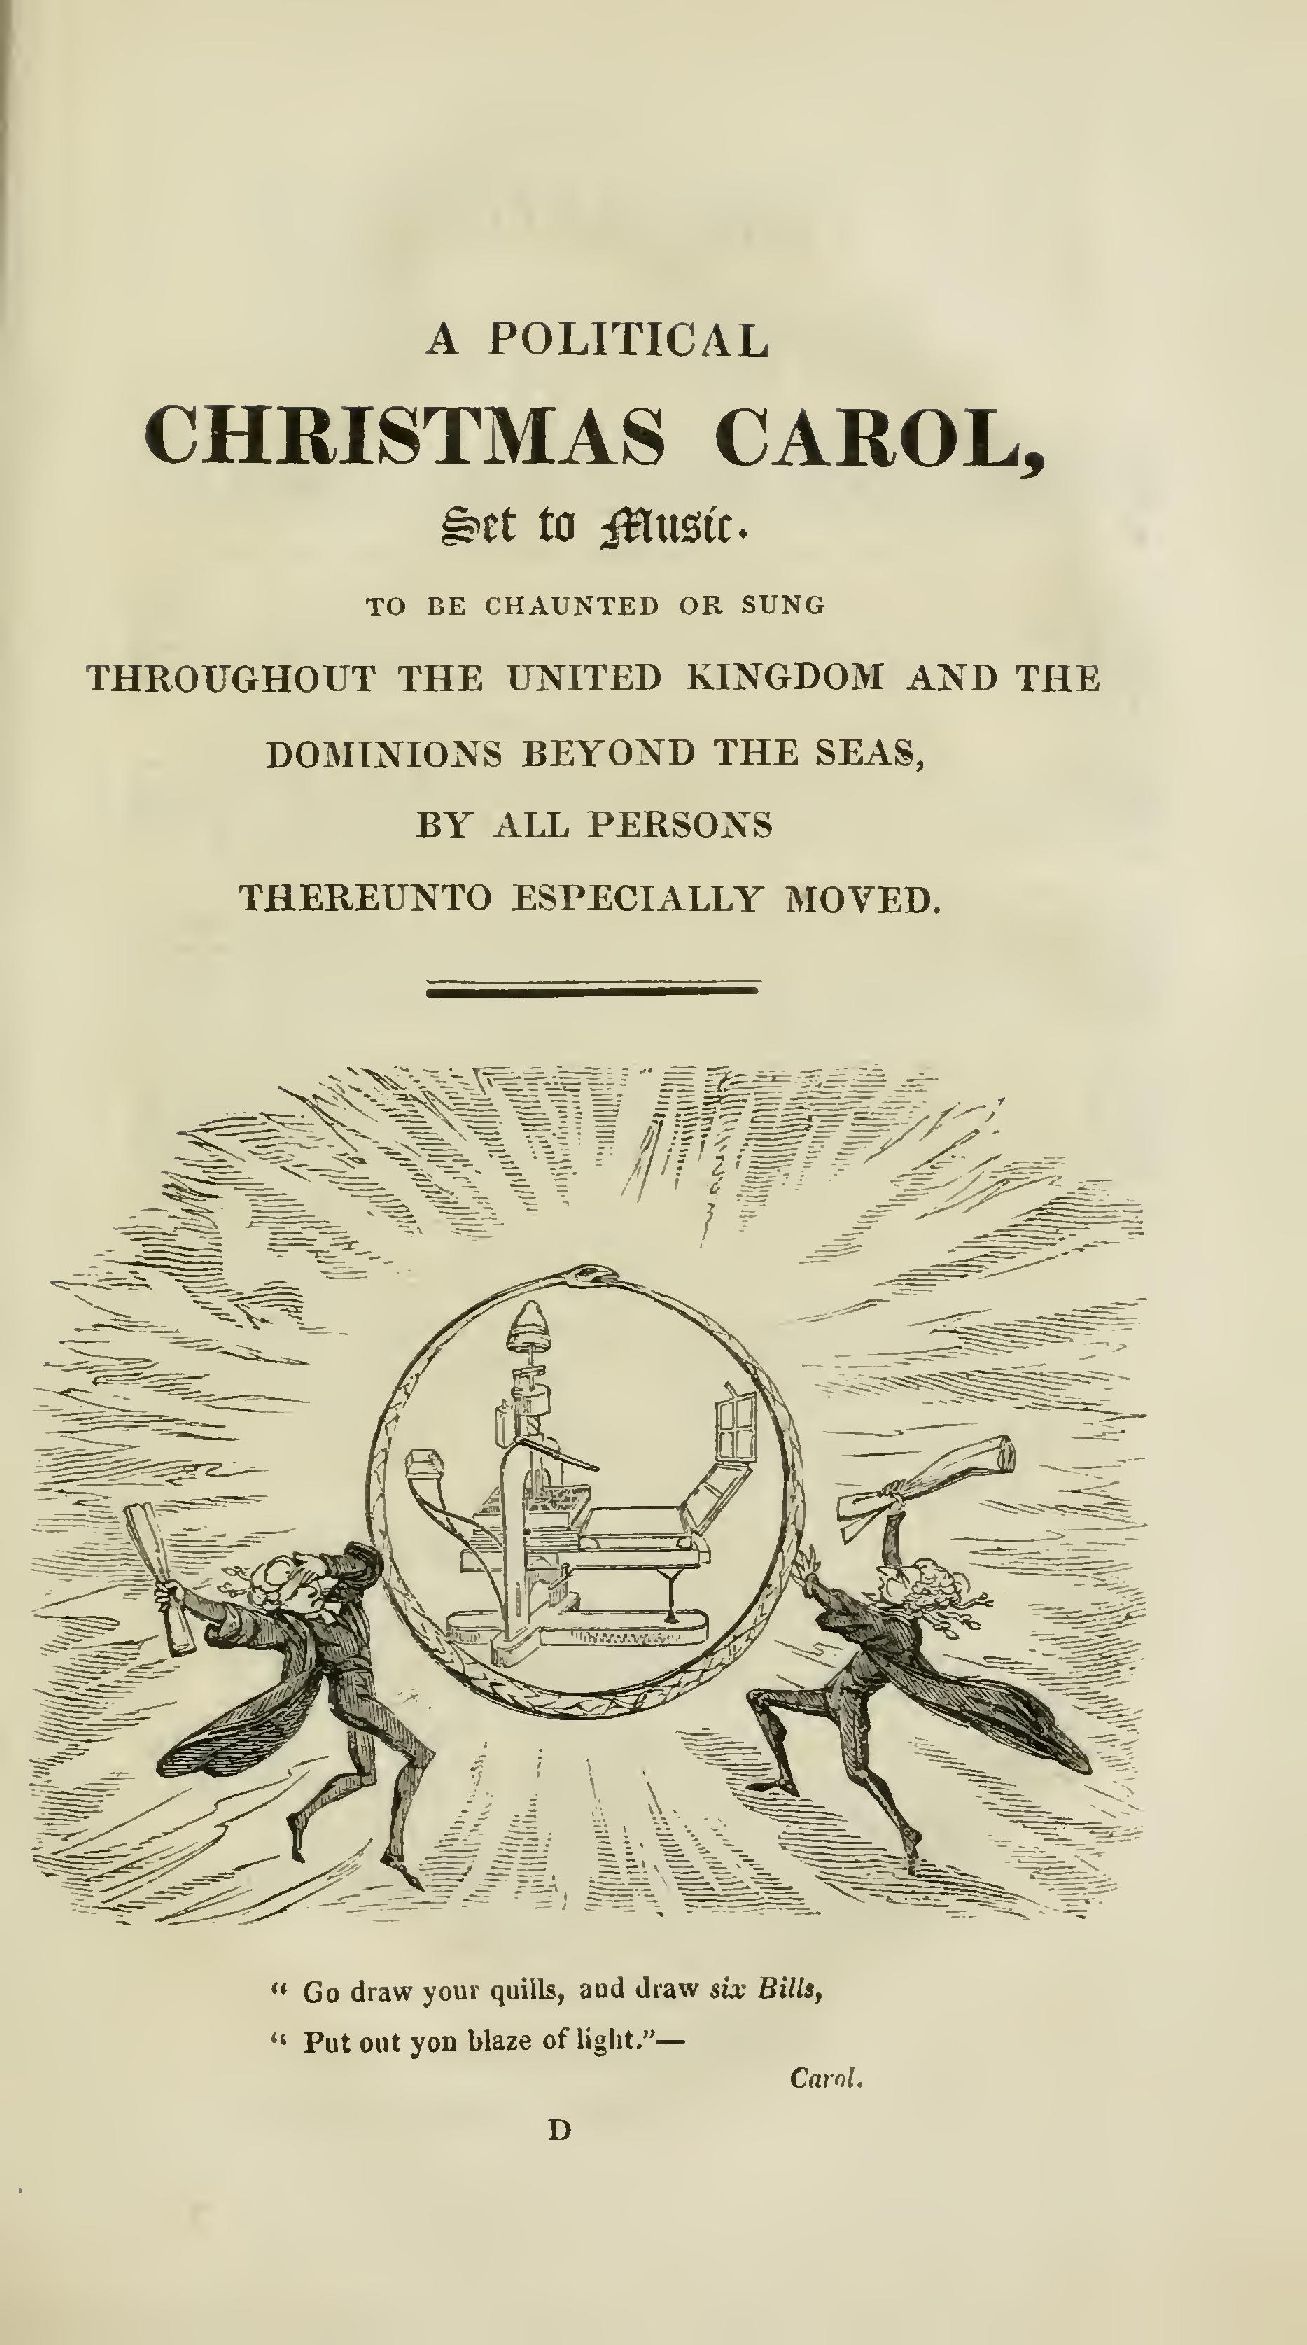 A POLITICAL
CHRISTMAS CAROL,
Set to Music.
TO BE CHAUNTED OR SUNG
THROUGHOUT THE UNITED KINGDOM AND THE
DOMINIONS BEYOND THE SEAS,
BY ALL PERSONS
THEREUNTO ESPECIALLY MOVED.
“ Go draw your quills, and draw six Bills,
“ Put out yon blaze of light.”—
Carol.
D